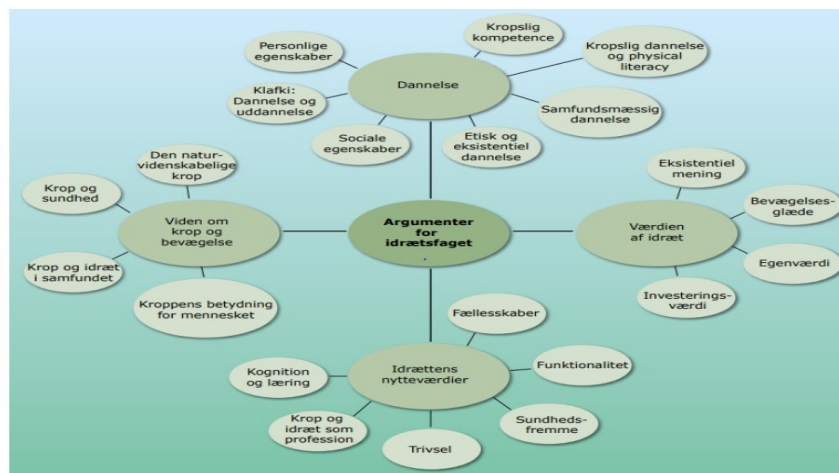 Kropslig
kompetence
Personlige
egenskaber
Kropslig dannelse
og physical
literacy
Dannelse
Klafki:
Dannelse og
uddannelse
Samfundsmæssig
dannelse
Sociale
egenskaber
Etisk og
eksistentiel
dannelse
Den natur-
videnskabelige
krop
Eksistentiel
mening
Krop og
sundhed
Bevægelses-
glæde
Viden om
krop og
bevægelse
Argumenter
for
idrætsfaget
Værdien
af idræt
Egenværdi
Krop og idræt
i samfundet
Investerings-
værdi
Kroppens betydning
for mennesket
Fællesskaber
Idrættens
nytteværdier
Funktionalitet
Kognition
og læring
Krop og
idræt som
profession
Sundheds-
fremme
Trivsel